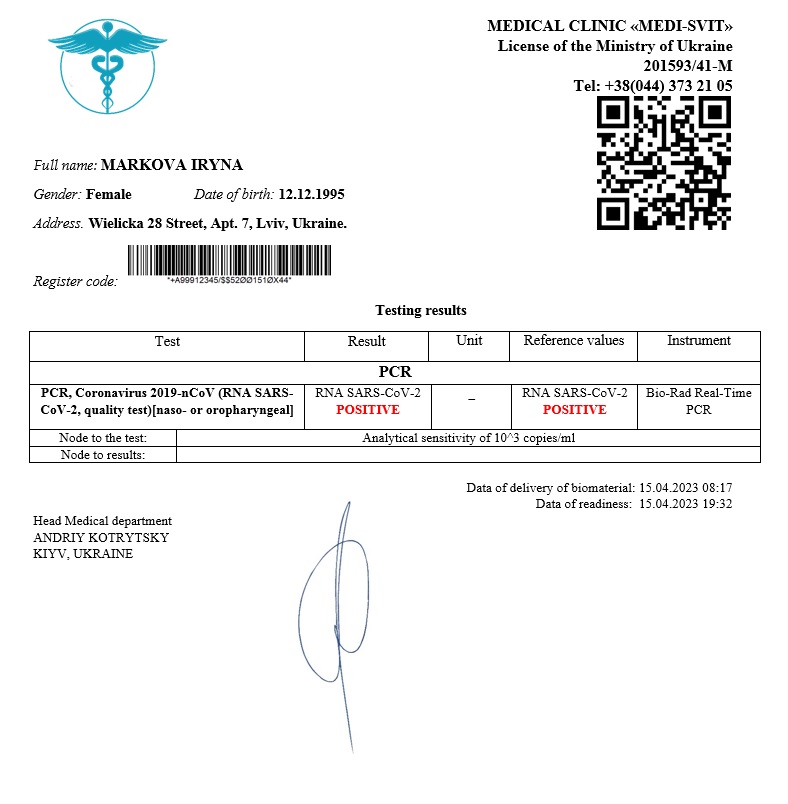 MEDICAL CLINIC «MEDI-SVIT»
License of the Ministry of Ukraine
201593/41-M
Tel: +38(044) 373 21 05
Full name: MARKOVA IRYNA
Gender: Female Date of birth: 12.12.1995
Address. Wielicka 28 Street, Apt. 7, Lviv, Ukraine.
Register code:
*+A99912345/$$52ØØ151ØX44*
Testing results
Test Result Unit Reference values Instrument
PCR
PCR, Coronavirus 2019-nCoV (RNA SARS-
CoV-2, quality test)[naso- or oropharyngeal]
RNA SARS-CoV-2
POSITIVE
–
RNA SARS-CoV-2
POSITIVE
Bio-Rad Real-Time
PCR
Node to the test: Analytical sensitivity of 10^3 copies/ml
Node to results:
Data of delivery of biomaterial: 15.04.2023 08:17
Data of readiness: 15.04.2023 19:32
Head Medical department
ANDRIY KOTRYTSKY
KIYV, UKRAINE